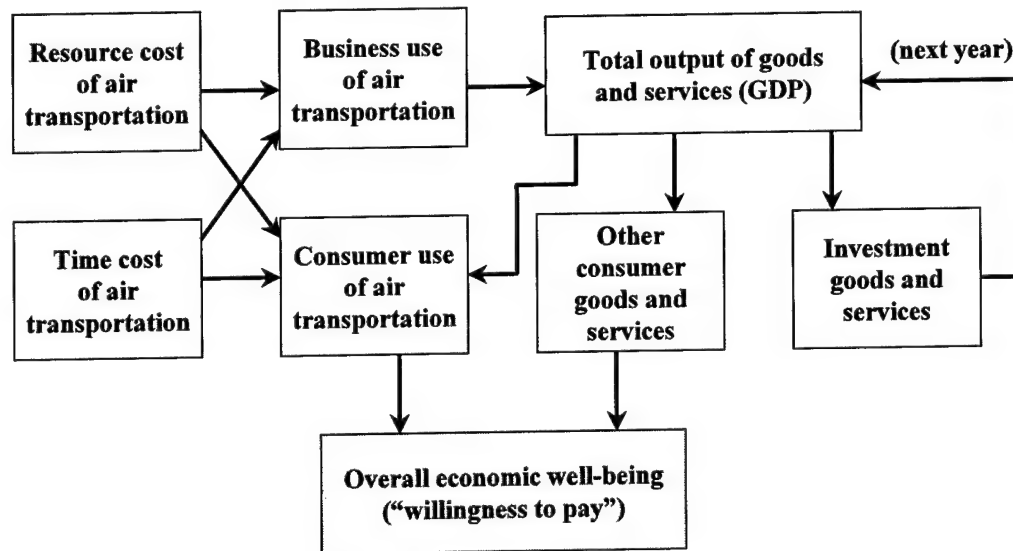 Resource cost
of air
transportation
Business use
of air
transportation
Total output of goods
and services (GDP)
(next year)
Time cost
of air
transportation
Consumer use
of air
transportation
Other
consumer
goods and
services
Investment
goods and
services
Overall economic well-being
(“willingness to pay”)